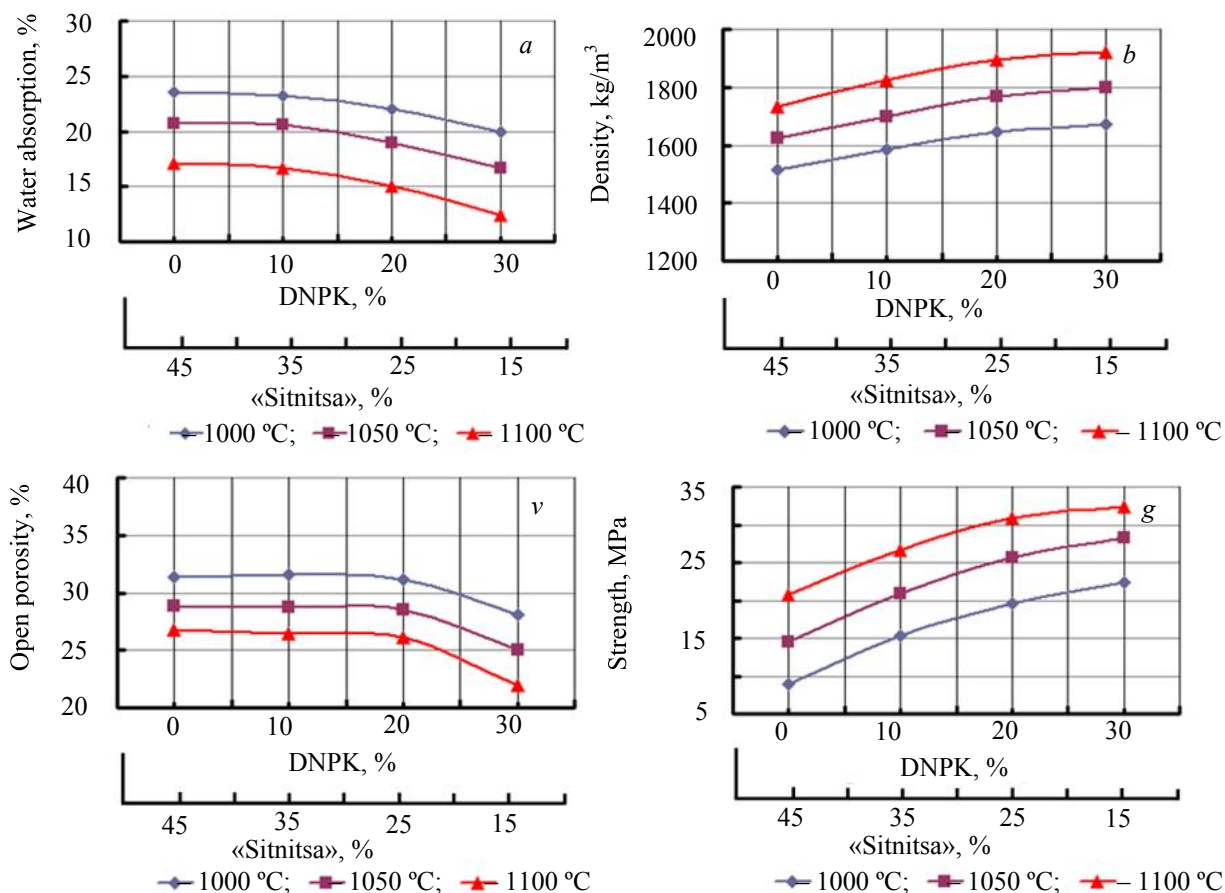 Water absorption, %
30
25
20
15
10
a
0 10 20 30
DNPK, %
45 35 25 15
«Sitnitsa», %
– 1000 ºC; – 1050 ºC; – 1100 ºC
Density, kg/m³
2000
1800
1600
1400
1200
b
0 10 20 30
DNPK, %
45 35 25 15
«Sitnitsa», %
– 1000 ºC; – 1050 ºC; – 1100 ºC
Open porosity, %
40
35
30
25
20
v
0 10 20 30
DNPK, %
45 35 25 15
«Sitnitsa», %
– 1000 ºC; – 1050 ºC; – 1100 ºC
Strength, MPa
35
25
15
5
g
0 10 20 30
DNPK, %
45 35 25 15
«Sitnitsa», %
– 1000 ºC; – 1050 ºC; – 1100 ºC